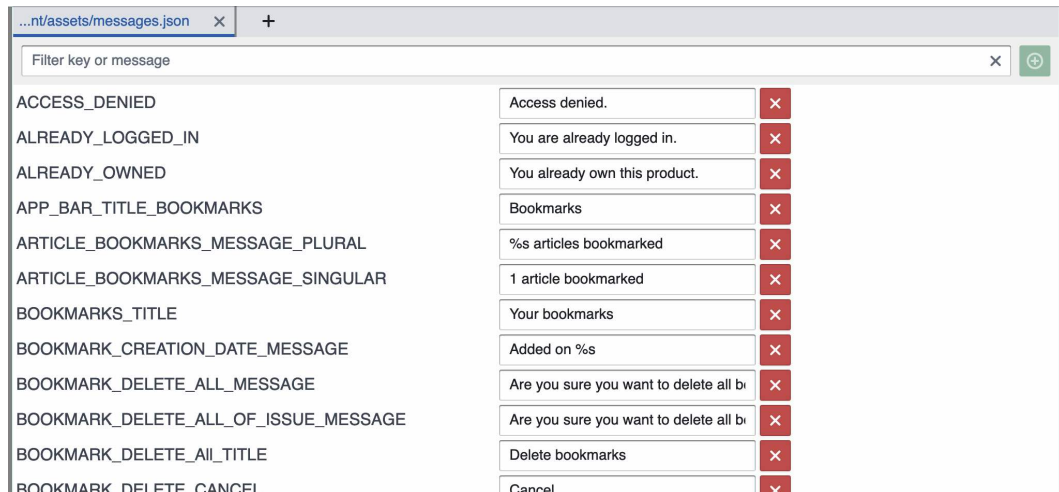 ...nt/assets/messages.json
Filter key or message
ACCESS_DENIED Access denied.
ALREADY_LOGGED_IN You are already logged in.
ALREADY_OWNED You already own this product.
APP_BAR_TITLE_BOOKMARKS Bookmarks
ARTICLE_BOOKMARKS_MESSAGE_PLURAL %s articles bookmarked
ARTICLE_BOOKMARKS_MESSAGE_SINGULAR 1 article bookmarked
BOOKMARKS_TITLE Your bookmarks
BOOKMARK_CREATION_DATE_MESSAGE Added on %s
BOOKMARK_DELETE_ALL_MESSAGE Are you sure you want to delete all
BOOKMARK_DELETE_ALL_OF_ISSUE_MESSAGE Are you sure you want to delete all
BOOKMARK_DELETE_All_TITLE Delete bookmarks
BOOKMARK_DELETE_CANCEL Cancel